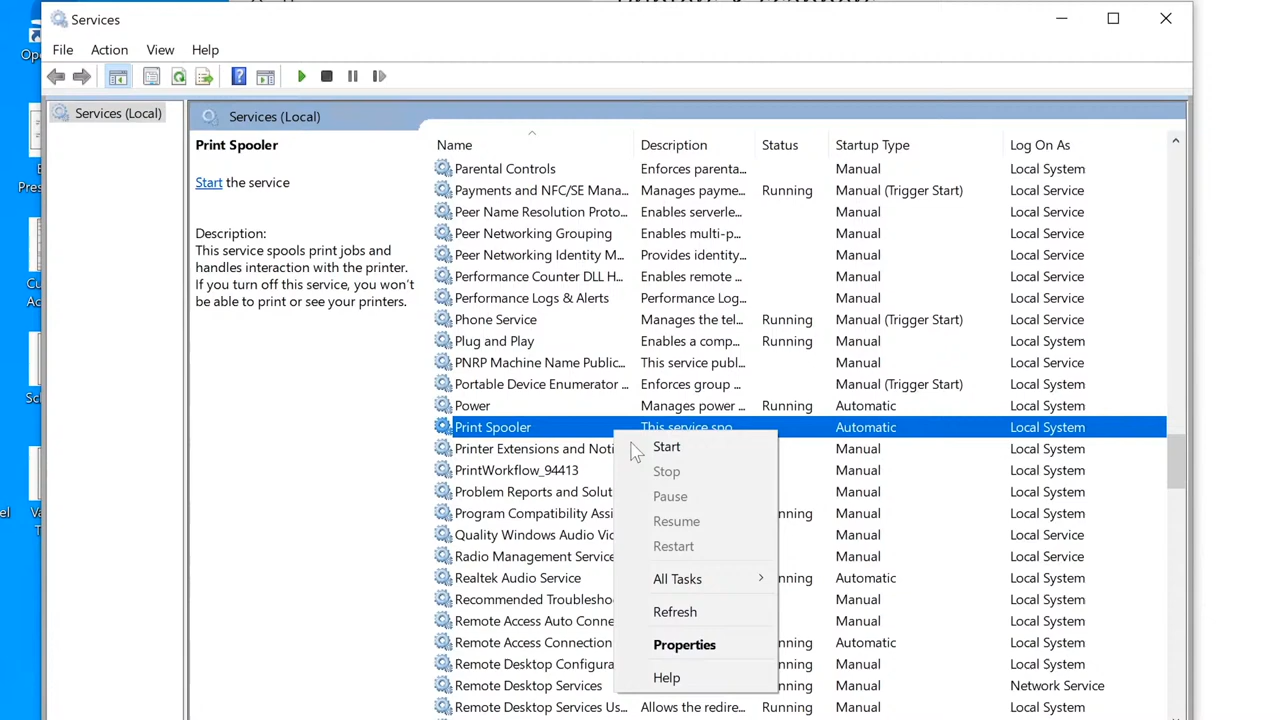 Services
File Action View Help
Services (Local)
Services (Local)
Print Spooler
Start the service
Description:
This service spools print jobs and
handles interaction with the printer.
If you turn off this service, you won't
be able to print or see your printers.
Name Description Status Startup Type Log On As
Parental Controls Enforces parenta... Manual Local System
Payments and NFC/SE Mana... Manages payme... Running Manual (Trigger Start) Local Service
Peer Name Resolution Proto... Enables serverle... Manual Local Service
Peer Networking Grouping Enables multi-p... Manual Local Service
Peer Networking Identity M... Provides identity... Manual Local Service
Performance Counter DLL H... Enables remote ... Manual Local Service
Performance Logs & Alerts Performance Log... Manual Local Service
Phone Service Manages the tel... Running Manual (Trigger Start) Local Service
Plug and Play Enables a comp... Running Manual Local System
PNRP Machine Name Public... This service publ... Manual Local Service
Portable Device Enumerator ... Enforces group ... Manual (Trigger Start) Local System
Power Manages power ... Running Automatic Local System
Print Spooler This service spo... Automatic Local System
Printer Extensions and Noti Manual Local System
PrintWorkflow_94413 Manual Local System
Problem Reports and Solut Manual Local System
Program Compatibility Assi nning Manual Local System
Quality Windows Audio Vid Manual Local Service
Radio Management Service nning Manual Local Service
Realtek Audio Service nning Automatic Local System
Recommended Troublesho Manual Local System
Remote Access Auto Conne Manual Local System
Remote Access Connection nning Automatic Local System
Remote Desktop Configura nning Manual Local System
Remote Desktop Services nning Manual Network Service
Remote Desktop Services Us... Allows the redire... Running Manual Local System
Start
Stop
Pause
Resume
Restart
All Tasks
Refresh
Properties
Help